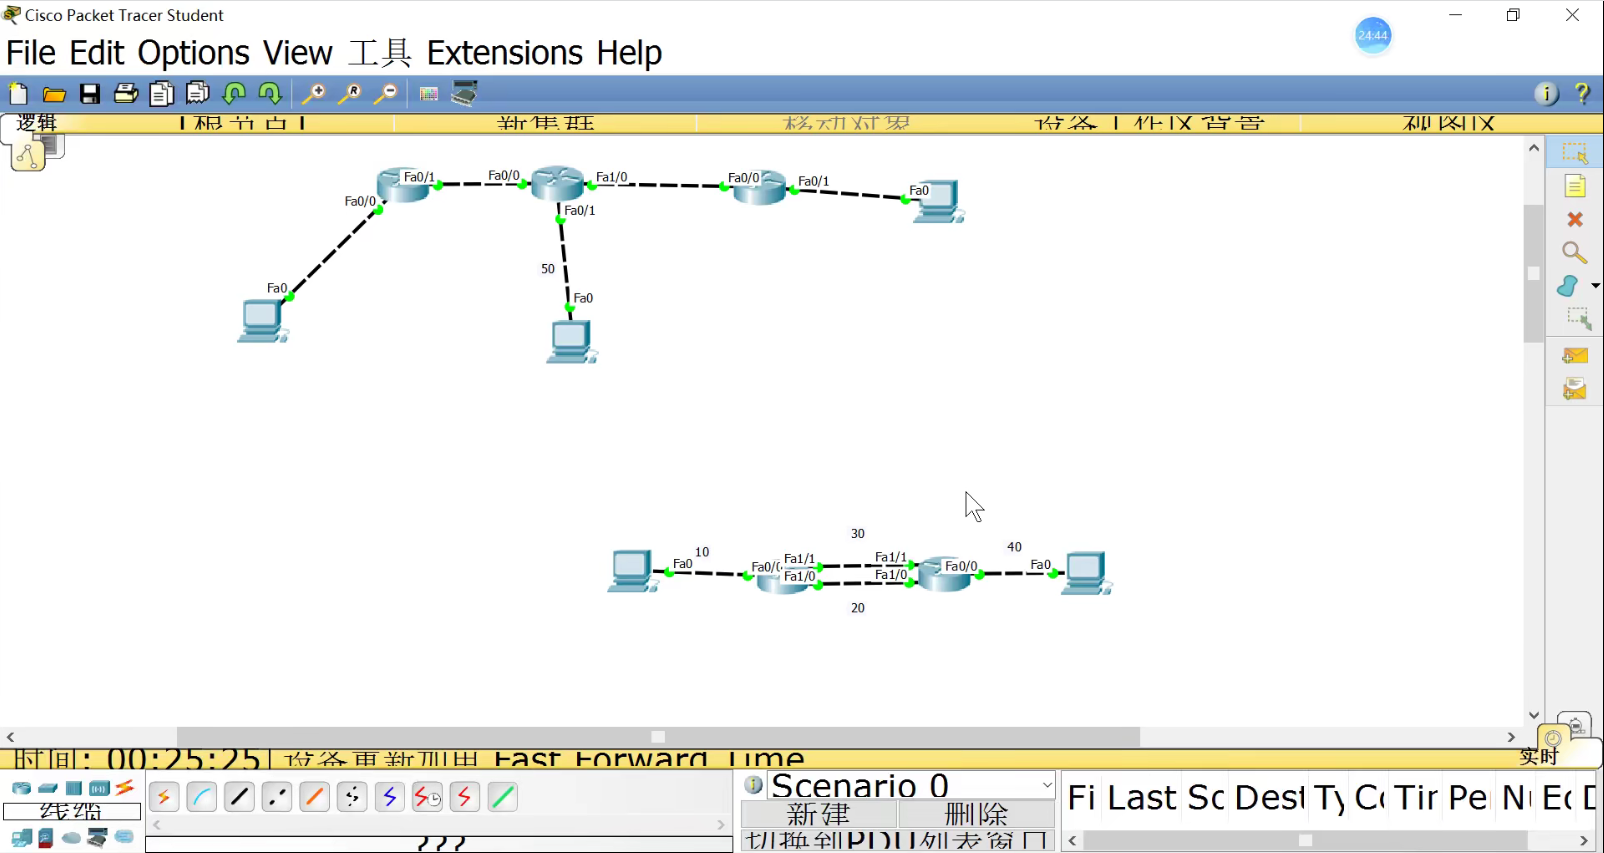 Cisco Packet Tracer Student
24:44
File Edit Options View 工具 Extensions Help
逻辑 [根节点] 新集群 移动对象 设备工作区背景 视图区
Fa0/1 Fa0/0 Fa1/0 Fa0/0 Fa0/1 Fa0
Fa0/0 Fa0/1
50
Fa0 Fa0
30
10 40
Fa0 Fa0/0 Fa1/1 Fa1/1 Fa0/0 Fa0
Fa1/0 Fa1/0
20
时间: 00:25:25 设备重新加电 Fast Forward Time 实时
Scenario 0
Fi Last Sc Dest Ty Co Tir Pe Nu Ed D
线缆
新建 删除
???
切换到PDU列表窗口